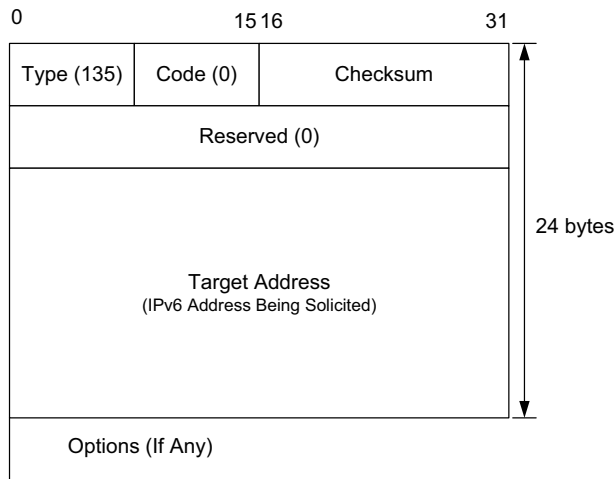 0 15 16 31
Type (135) Code (0) Checksum
Reserved (0)
24 bytes
Target Address
(IPv6 Address Being Solicited)
Options (If Any)